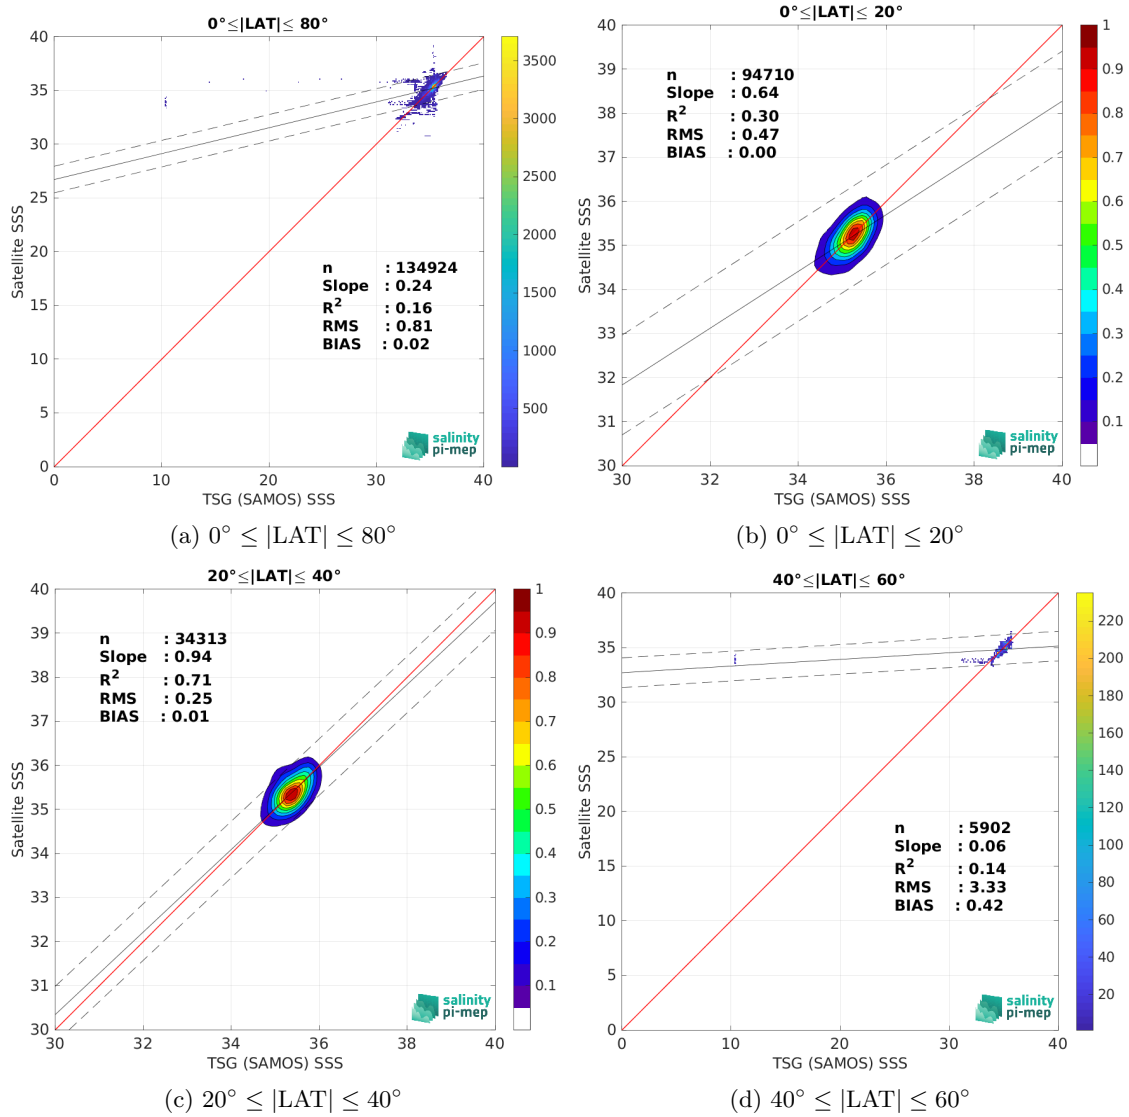 0°≤|LAT|≤ 80°
40
35
30
25
20
15
10
5
0
Satellite SSS
n : 134924
Slope : 0.24
R2 : 0.16
RMS : 0.81
BIAS : 0.02
3500
3000
2500
2000
1500
1000
500
salinity
pi-mep
0 10 20 30 40
TSG (SAMOS) SSS
(a) 0° ≤ |LAT| ≤ 80°
0°≤|LAT|≤ 20°
40
39
38
37
36
35
34
33
32
31
30
Satellite SSS
n : 94710
Slope : 0.64
R2 : 0.30
RMS : 0.47
BIAS : 0.00
1
0.9
0.8
0.7
0.6
0.5
0.4
0.3
0.2
0.1
salinity
pi-mep
30 32 34 36 38 40
TSG (SAMOS) SSS
(b) 0° ≤ |LAT| ≤ 20°
20°≤|LAT|≤ 40°
40
39
38
37
36
35
34
33
32
31
30
Satellite SSS
n : 34313
Slope : 0.94
R2 : 0.71
RMS : 0.25
BIAS : 0.01
1
0.9
0.8
0.7
0.6
0.5
0.4
0.3
0.2
0.1
salinity
pi-mep
30 32 34 36 38 40
TSG (SAMOS) SSS
(c) 20° ≤ |LAT| ≤ 40°
40°≤|LAT|≤ 60°
40
35
30
25
20
15
10
5
0
Satellite SSS
n : 5902
Slope : 0.06
R2 : 0.14
RMS : 3.33
BIAS : 0.42
220
200
180
160
140
120
100
80
60
40
20
salinity
pi-mep
0 10 20 30 40
TSG (SAMOS) SSS
(d) 40° ≤ |LAT| ≤ 60°